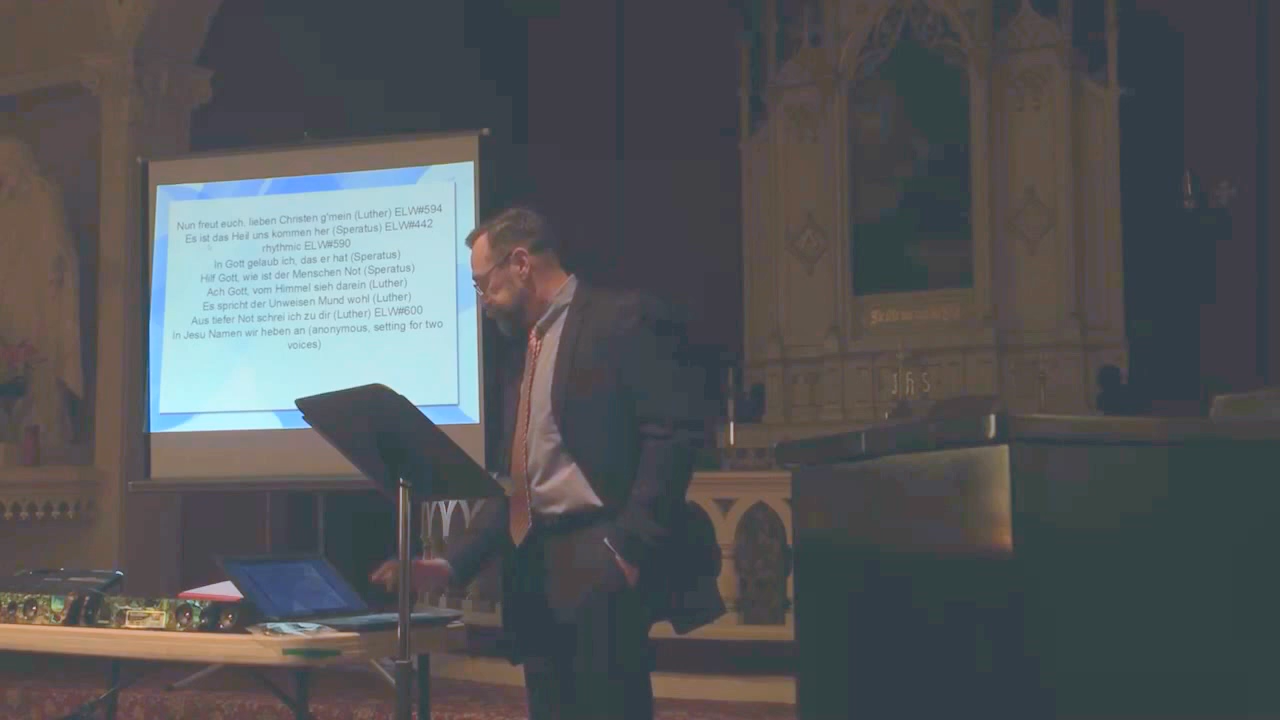 Nun freut euch, lieben Christen g'mein (Luther) ELW#594
Es ist das Heil uns kommen her (Speratus) ELW#442
rhythmic ELW#590
In Gott gelaub ich, das er hat (Speratus)
Hilf Gott, wie ist der Menschen Not (Speratus)
Ach Gott, vom Himmel sieh darein (Luther)
Es spricht der Unweisen Mund wohl (Luther)
Aus tiefer Not schrei ich zu dir (Luther) ELW#600
In Jesu Namen wir heben an (anonymous, setting for two
voices)
JHS